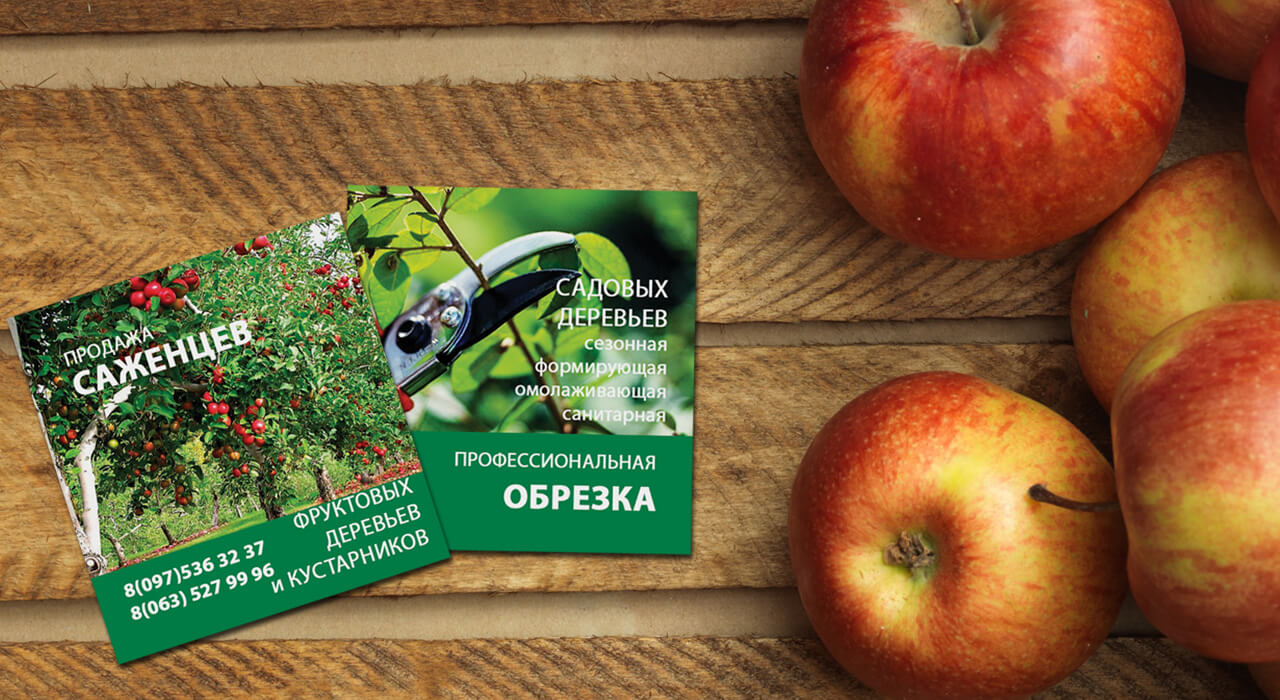 ПРОДАЖА
САЖЕНЦЕВ
ФРУКТОВЫХ
ДЕРЕВЬЕВ
И КУСТАРНИКОВ
8(097)536 32 37
8(063) 527 99 96
САДОВЫХ
ДЕРЕВЬЕВ
сезонная
формирующая
омолаживающая
санитарная
ПРОФЕССИОНАЛЬНАЯ
ОБРЕЗКА